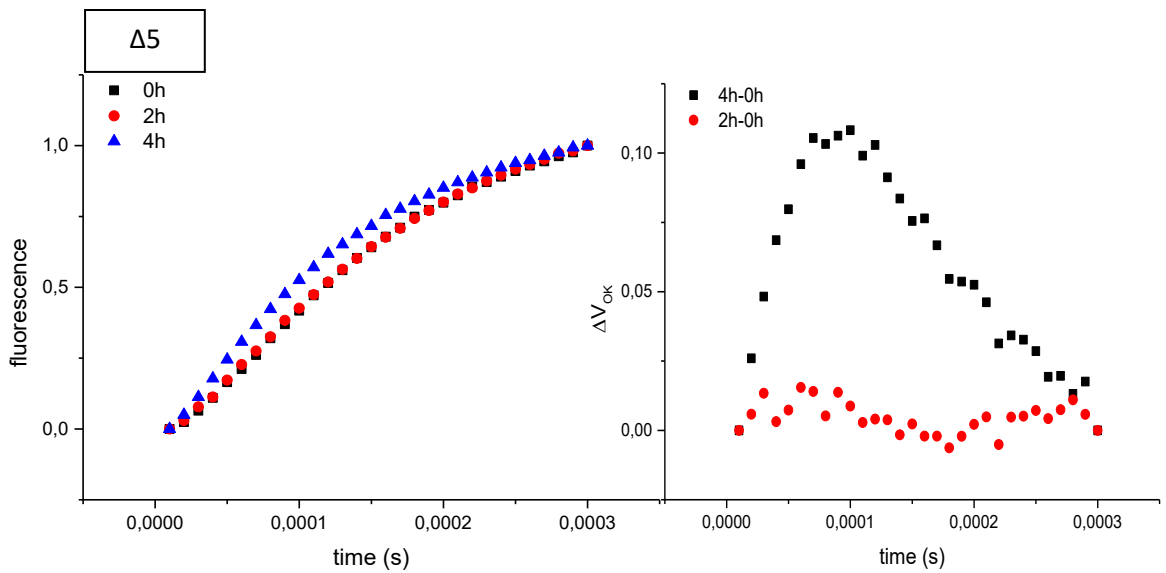 Δ5
0h
2h
4h
1,0
0,5
0,0
fluorescence
0,0000
0,0001
0,0002
0,0003
time (s)
4h-0h
2h-0h
0,10
0,05
0,00
ΔVOK
0,0000
0,0001
0,0002
0,0003
time (s)